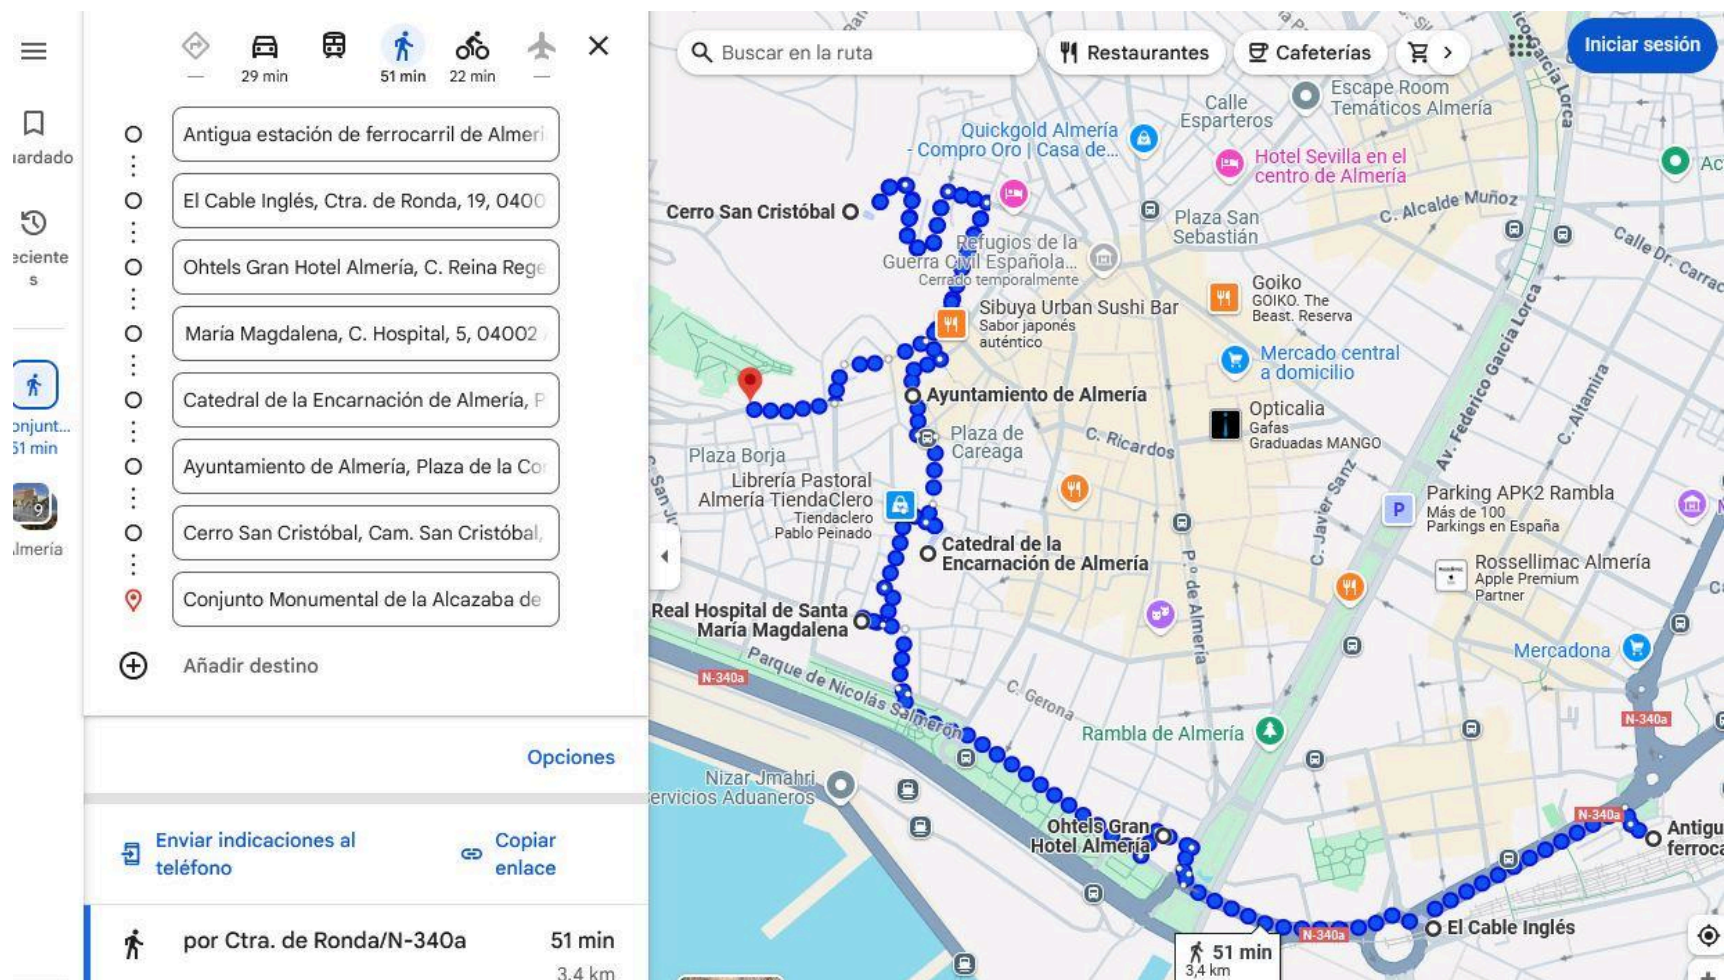 29 min
51 min
22 min
Antigua estación de ferrocarril de Almerí
El Cable Inglés, Ctra. de Ronda, 19, 0400
Ohtels Gran Hotel Almería, C. Reina Rege
María Magdalena, C. Hospital, 5, 04002
Catedral de la Encarnación de Almería, P
Ayuntamiento de Almería, Plaza de la Co
Cerro San Cristóbal, Cam. San Cristóbal,
Conjunto Monumental de la Alcazaba de
Añadir destino
Opciones
Enviar indicaciones al
teléfono
Copiar
enlace
por Ctra. de Ronda/N-340a
51 min
3,4 km
uardado
eciente
s
onjunt...
51 min
9
lmería
Buscar en la ruta
Restaurantes
Cafeterías
Iniciar sesión
Calle
Esparteros
Escape Room
Temáticos Almería
Quickgold Almería
- Compro Oro | Casa de...
Hotel Sevilla en el
centro de Almería
Ac
Cerro San Cristóbal
Plaza San
Sebastián
C. Alcalde Muñoz
Calle Dr. Carrac
Refugios de la
Guerra Civil Española...
Cerrado temporalmente
Sibuya Urban Sushi Bar
Sabor japonés
auténtico
Goiko
GOIKO. The
Beast. Reserva
Mercado central
a domicilio
Av. Federico García Lorca
C. Altamira
Ayuntamiento de Almería
Opticalia
Gafas
Graduadas MANGO
Plaza de
Careaga
C. Ricardos
Plaza Borja
Librería Pastoral
Almería TiendaClero
Tiendaclero
Pablo Peinado
C. Javier Sanz
P
Parking APK2 Rambla
Más de 100
Parkings en España
Catedral de la
Encarnación de Almería
P.º de Almería
Rossellimac Almería
Apple Premium
Partner
Real Hospital de Santa
María Magdalena
Mercadona
Parque de Nicolás Salmerón
N-340a
C. Gerona
Rambla de Almería
N-340a
Nizar Jmahri
ervicios Aduaneros
Ohtels Gran
Hotel Almería
N-340a
Antigu
ferroca
El Cable Inglés
N-340a
51 min
3,4 km